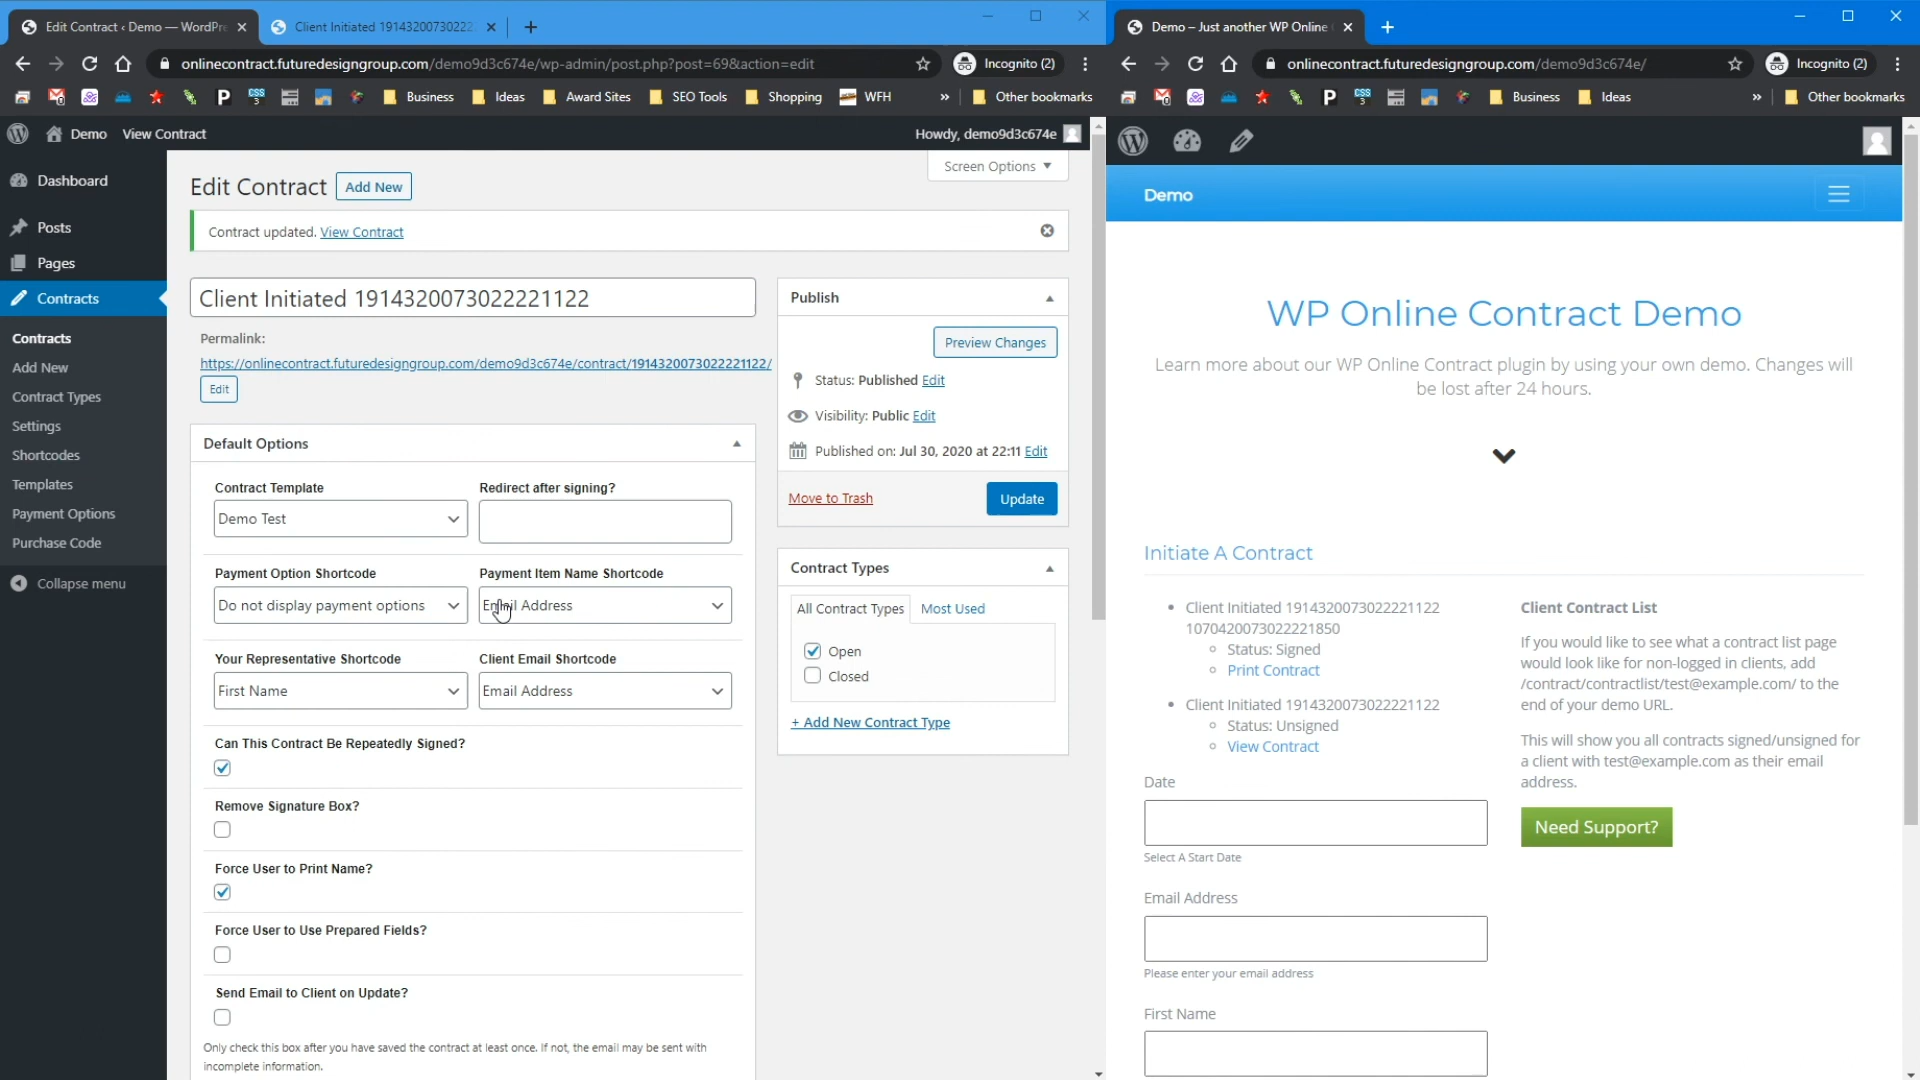 Edit Contract ‹ Demo — WordPr
Client Initiated 1914320073022
Demo – Just another WP Online
onlinecontract.futuredesigngroup.com/demo9d3c674e/wp-admin/post.php?post=69&action=edit
Incognito (2)
onlinecontract.futuredesigngroup.com/demo9d3c674e/
Incognito (2)
Business
Ideas
Award Sites
SEO Tools
Shopping
WFH
»
Other bookmarks
Business
Ideas
»
Other bookmarks
Demo
View Contract
Howdy, demo9d3c674e
Dashboard
Posts
Pages
Contracts
Contracts
Add New
Contract Types
Settings
Shortcodes
Templates
Payment Options
Purchase Code
Collapse menu
Screen Options
Edit Contract
Add New
Contract updated. View Contract
Client Initiated 1914320073022221122
Permalink:
https://onlinecontract.futuredesigngroup.com/demo9d3c674e/contract/1914320073022221122/
Edit
Default Options
Contract Template
Redirect after signing?
Demo Test
Payment Option Shortcode
Payment Item Name Shortcode
Do not display payment options
Email Address
Your Representative Shortcode
Client Email Shortcode
First Name
Email Address
Can This Contract Be Repeatedly Signed?
Remove Signature Box?
Force User to Print Name?
Force User to Use Prepared Fields?
Send Email to Client on Update?
Only check this box after you have saved the contract at least once. If not, the email may be sent with
incomplete information.
Publish
Preview Changes
Status: Published Edit
Visibility: Public Edit
Published on: Jul 30, 2020 at 22:11 Edit
Move to Trash
Update
Contract Types
All Contract Types
Most Used
Open
Closed
+ Add New Contract Type
Demo
WP Online Contract Demo
Learn more about our WP Online Contract plugin by using your own demo. Changes will
be lost after 24 hours.
Initiate A Contract
Client Initiated 1914320073022221122
1070420073022221850
Status: Signed
Print Contract
Client Initiated 1914320073022221122
Status: Unsigned
View Contract
Date
Select A Start Date
Email Address
Please enter your email address
First Name
Client Contract List
If you would like to see what a contract list page
would look like for non-logged in clients, add
/contract/contractlist/test@example.com/ to the
end of your demo URL.
This will show you all contracts signed/unsigned for
a client with test@example.com as their email
address.
Need Support?